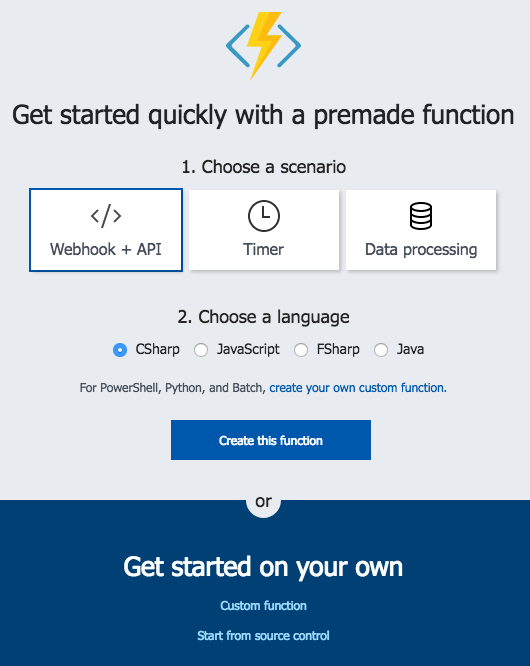 Get started quickly with a premade function
1. Choose a scenario
Webhook + API
Timer
Data processing
2. Choose a language
CSharp JavaScript FSharp Java
For PowerShell, Python, and Batch, create your own custom function.
Create this function
or
Get started on your own
Custom function
Start from source control